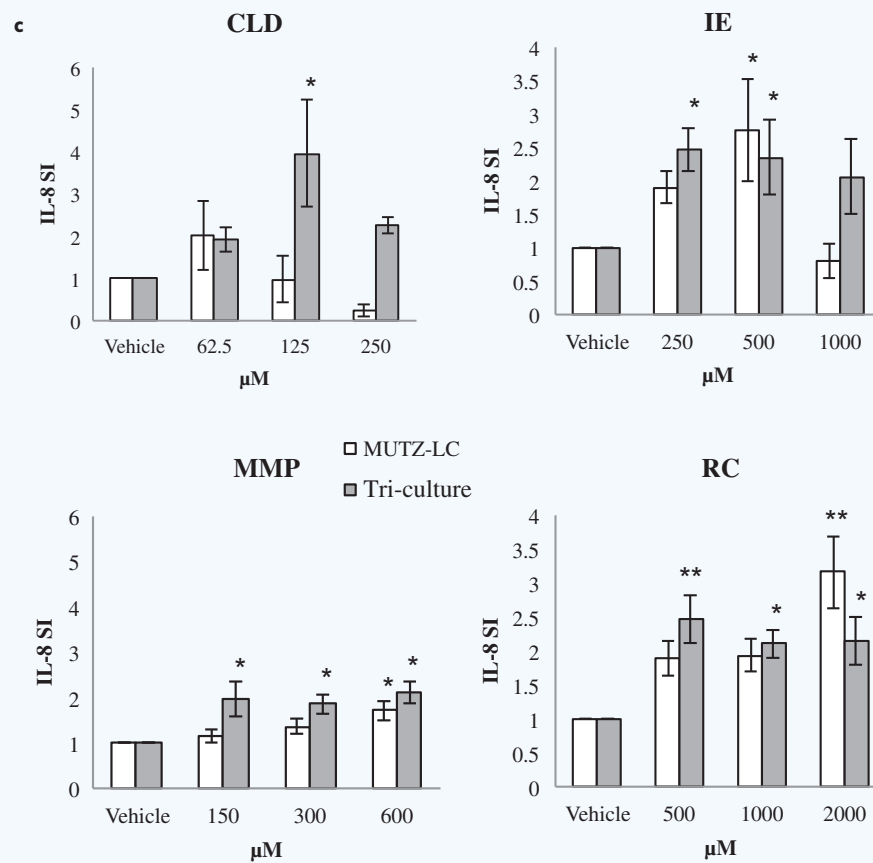 c
CLD
IL-8 SI
6
5
4
3
2
1
0
*
Vehicle 62.5 125 250
µM
IE
IL-8 SI
4
3.5
3
2.5
2
1.5
1
0.5
0
* * *
Vehicle 250 500 1000
µM
MUTZ-LC
Tri-culture
MMP
IL-8 SI
6
5
4
3
2
1
0
* * * *
Vehicle 150 300 600
µM
RC
IL-8 SI
4
3.5
3
2.5
2
1.5
1
0.5
0
** * ** *
Vehicle 500 1000 2000
µM